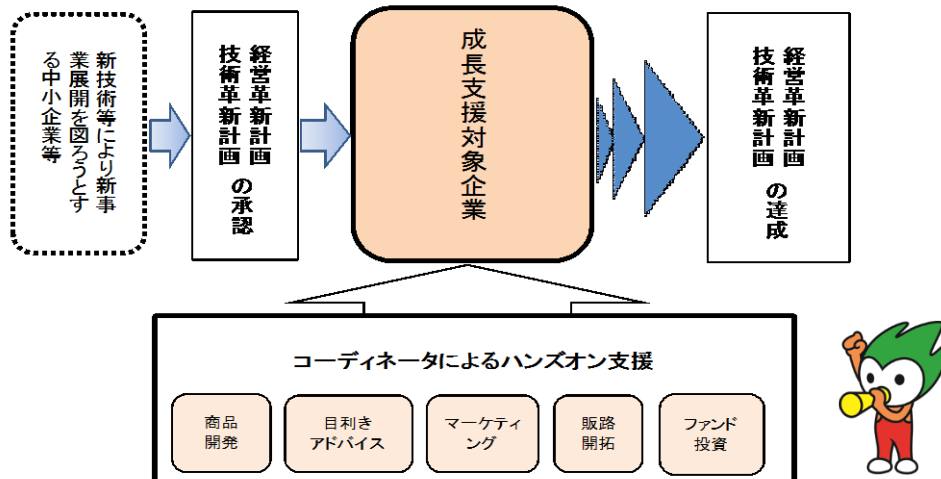 新技術等により新事
業展開を図ろうとす
る中小企業等
経営革新計画
技術革新計画
の承認
成長支援対象企業
経営革新計画
技術革新計画
の達成
コーディネータによるハンズオン支援
商品
開発
目利き
アドバイス
マーケティ
ング
販路
開拓
ファンド
投資